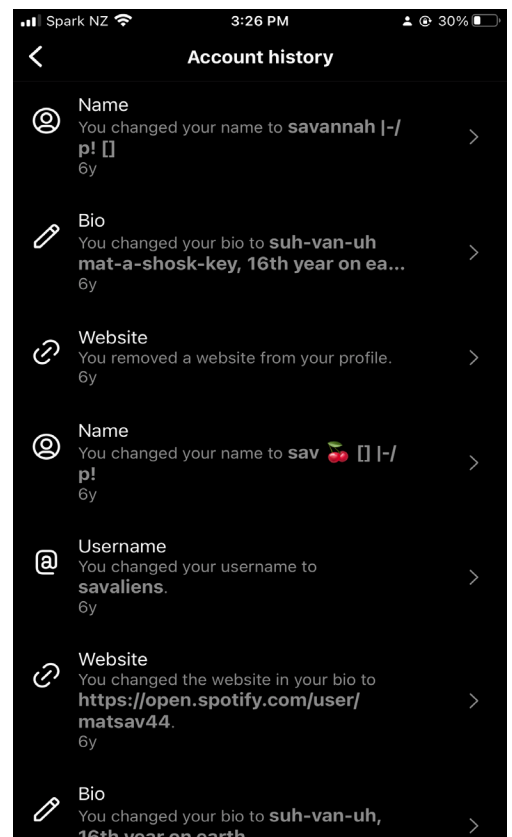 Spark NZ 3:26 PM 30%
Account history
Name
You changed your name to savannah |-/
p! []
6y
Bio
You changed your bio to suh-van-uh
mat-a-shosk-key, 16th year on ea...
6y
Website
You removed a website from your profile.
6y
Name
You changed your name to sav 🍒 [] |-/
p!
6y
Username
You changed your username to
savaliens.
6y
Website
You changed the website in your bio to
https://open.spotify.com/user/
matsav44.
6y
Bio
You changed your bio to suh-van-uh,
16th year on earth